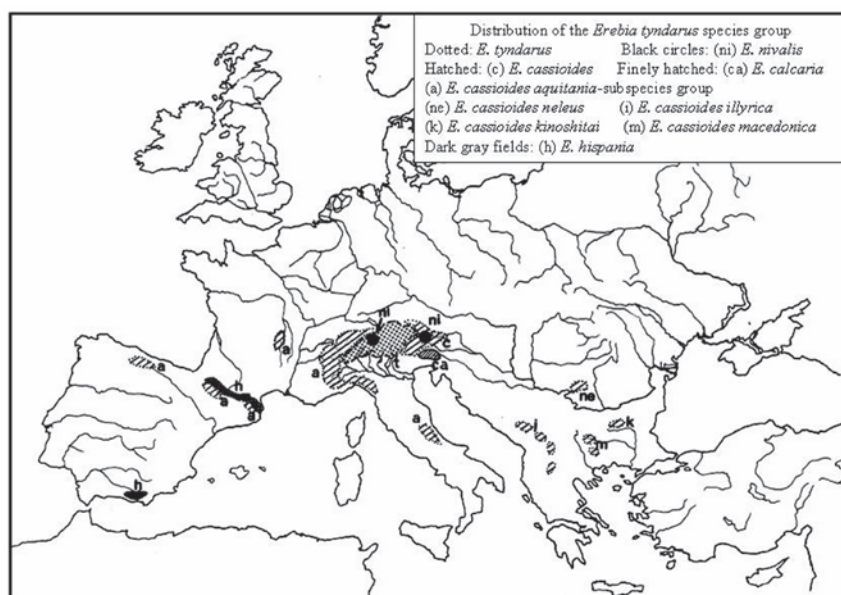 Distribution of the Erebia tyndarus species group
Dotted: E. tyndarus Black circles: (ni) E. nivalis
Hatched: (c) E. cassioides Finely hatched: (ca) E. calcaria
(a) E. cassioides aquitania-subspecies group
(ne) E. cassioides neleus (i) E. cassioides illyrica
(k) E. cassioides kinoshitai (m) E. cassioides macedonica
Dark gray fields: (h) E. hispania
ni
ni
a
c
t
ca
a
a
h
a
a
ne
a
i
k
m
h